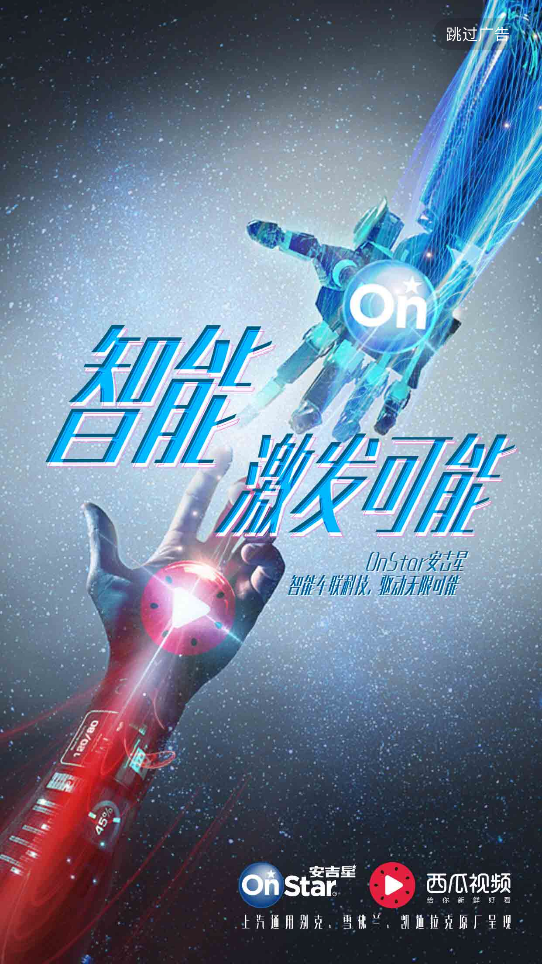 跳过广告
On
智能
激发可能
OnStar安吉星
智能车联科技，驱动无限可能
08/021
45%
OnStar 安吉星
西瓜视频
给你新鲜好看
上汽通用别克、雪佛兰、凯迪拉克原厂呈现